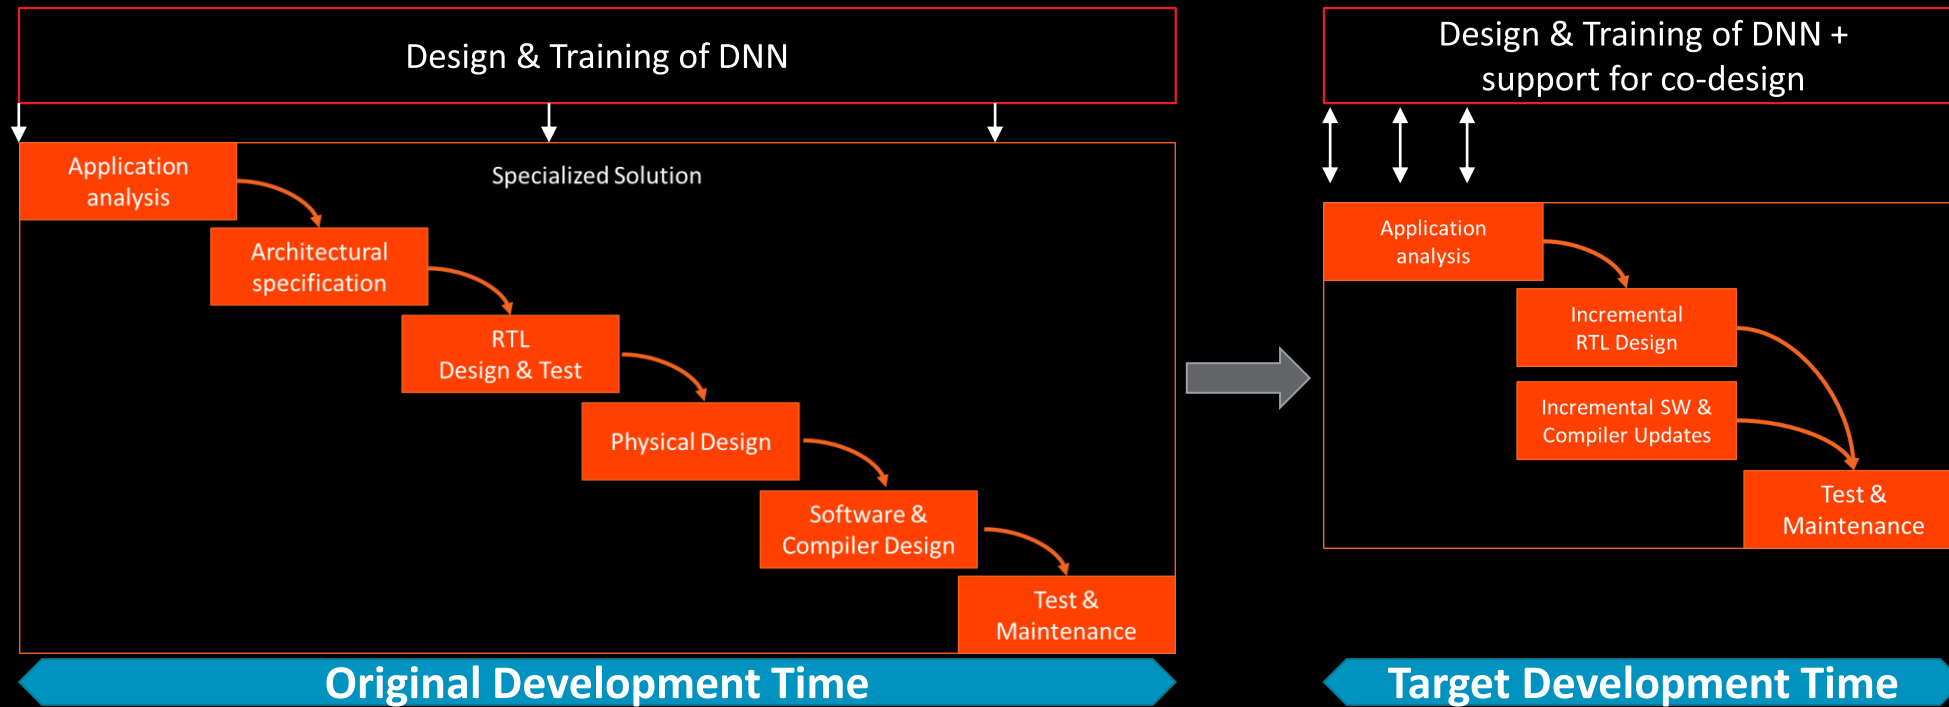 Design & Training of DNN
Specialized Solution
Application
analysis
Architectural
specification
RTL
Design & Test
Physical Design
Software &
Compiler Design
Test &
Maintenance
Original Development Time
Design & Training of DNN +
support for co-design
Application
analysis
Incremental
RTL Design
Incremental SW &
Compiler Updates
Test &
Maintenance
Target Development Time